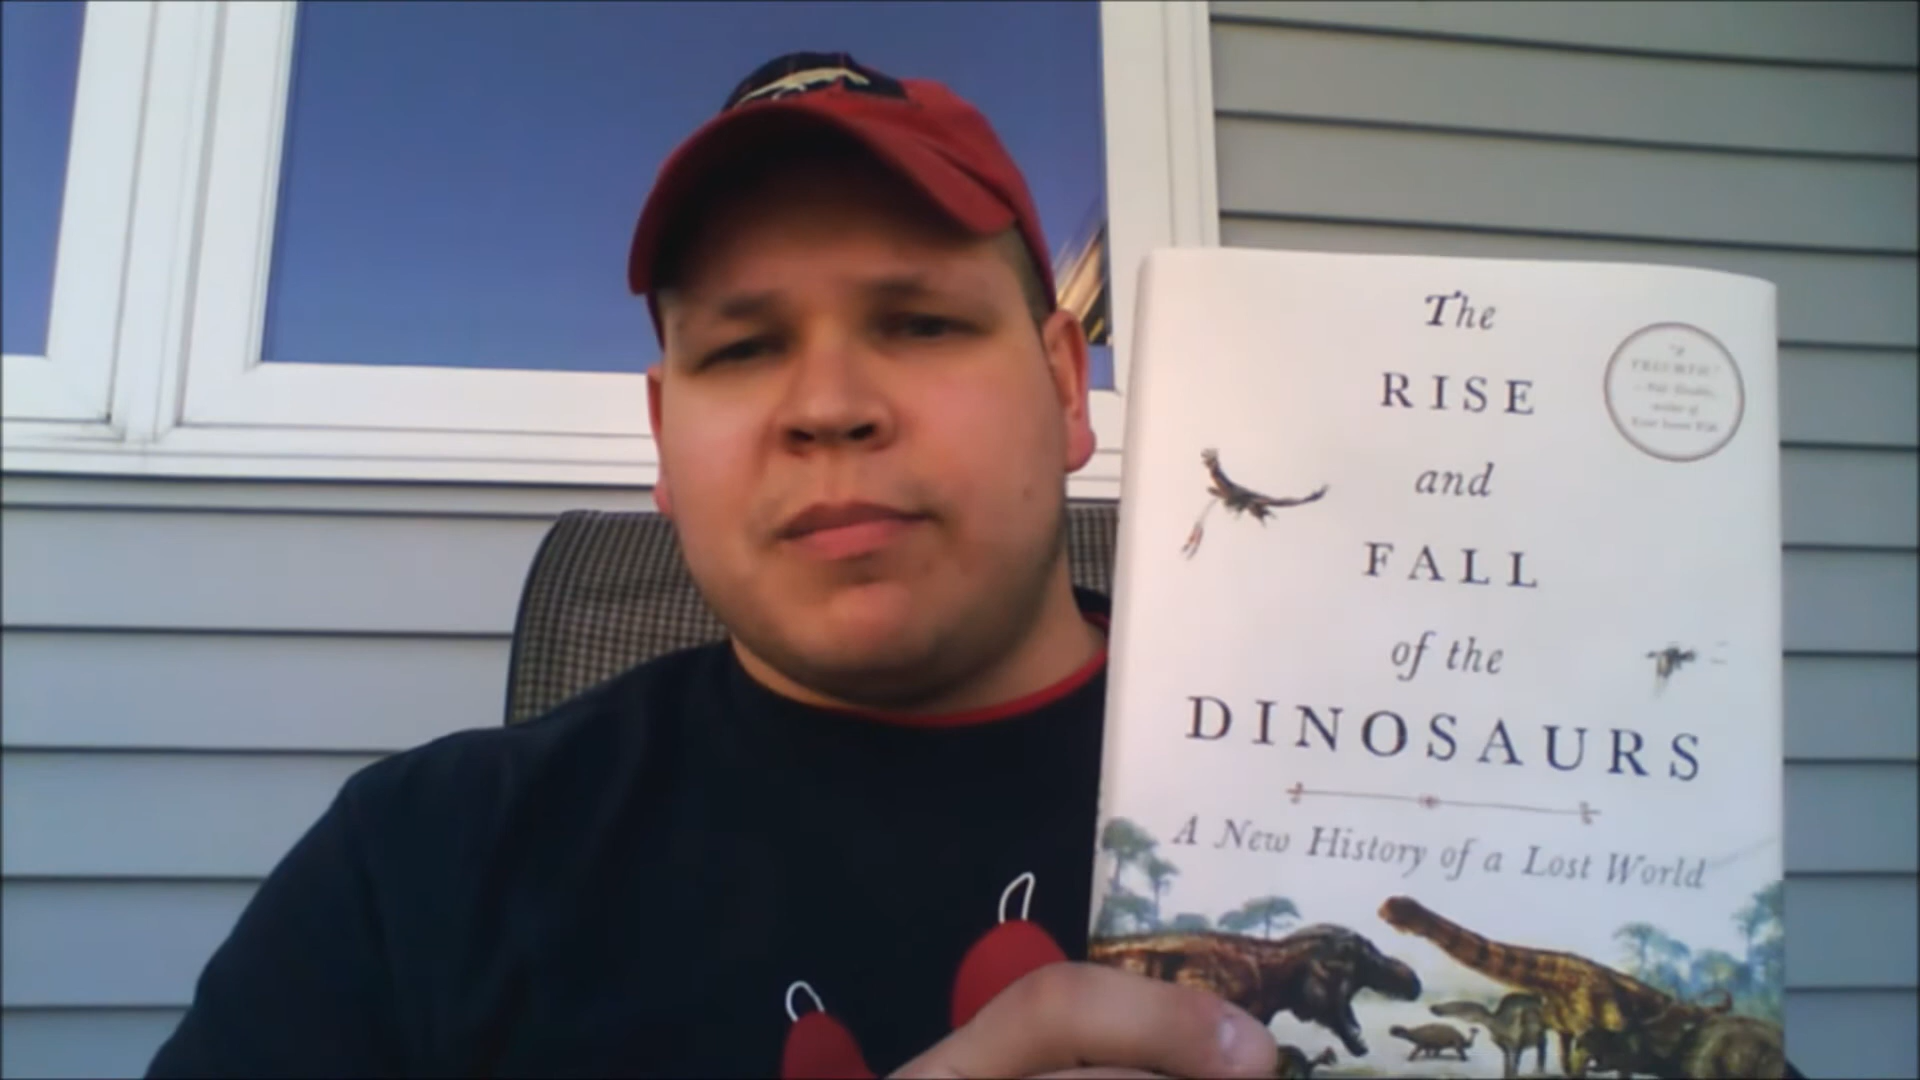 The
RISE
and
FALL
of the
DINOSAURS
A New History of a Lost World